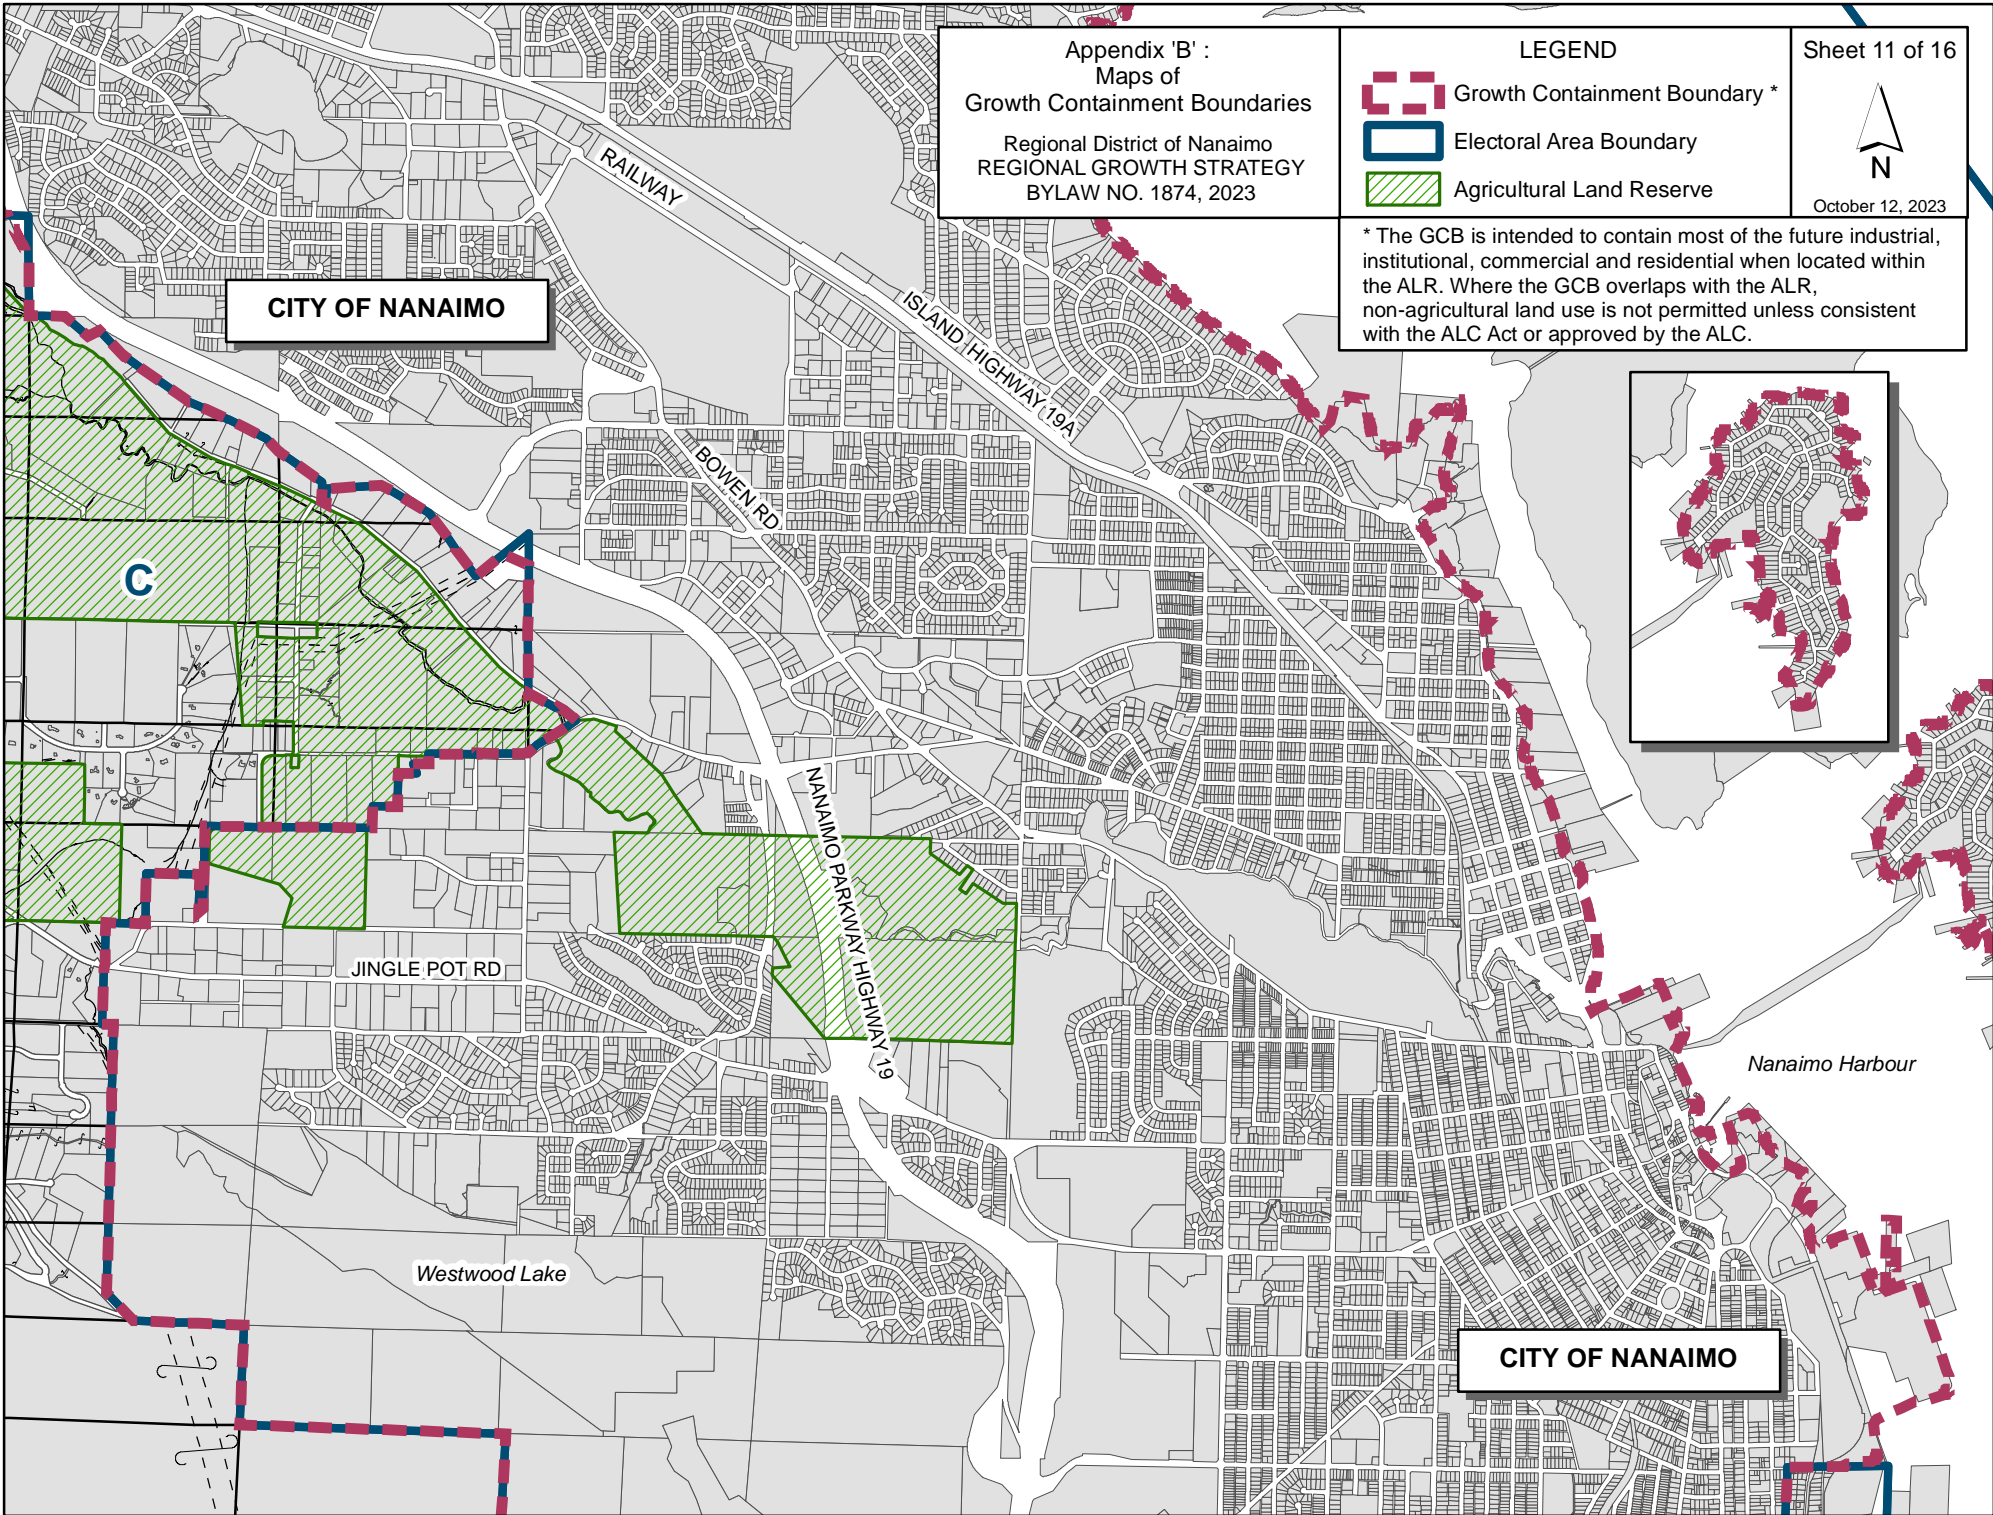 Appendix 'B' :
Maps of
Growth Containment Boundaries
Regional District of Nanaimo
REGIONAL GROWTH STRATEGY
BYLAW NO. 1874, 2023
LEGEND
Growth Containment Boundary *
Electoral Area Boundary
Agricultural Land Reserve
Sheet 11 of 16
N
October 12, 2023
* The GCB is intended to contain most of the future industrial,
institutional, commercial and residential when located within
the ALR. Where the GCB overlaps with the ALR,
non-agricultural land use is not permitted unless consistent
with the ALC Act or approved by the ALC.
RAILWAY
CITY OF NANAIMO
ISLAND HIGHWAY 19A
BOWEN RD
C
NANAIMO PARKWAY HIGHWAY 19
JINGLE POT RD
Nanaimo Harbour
Westwood Lake
CITY OF NANAIMO